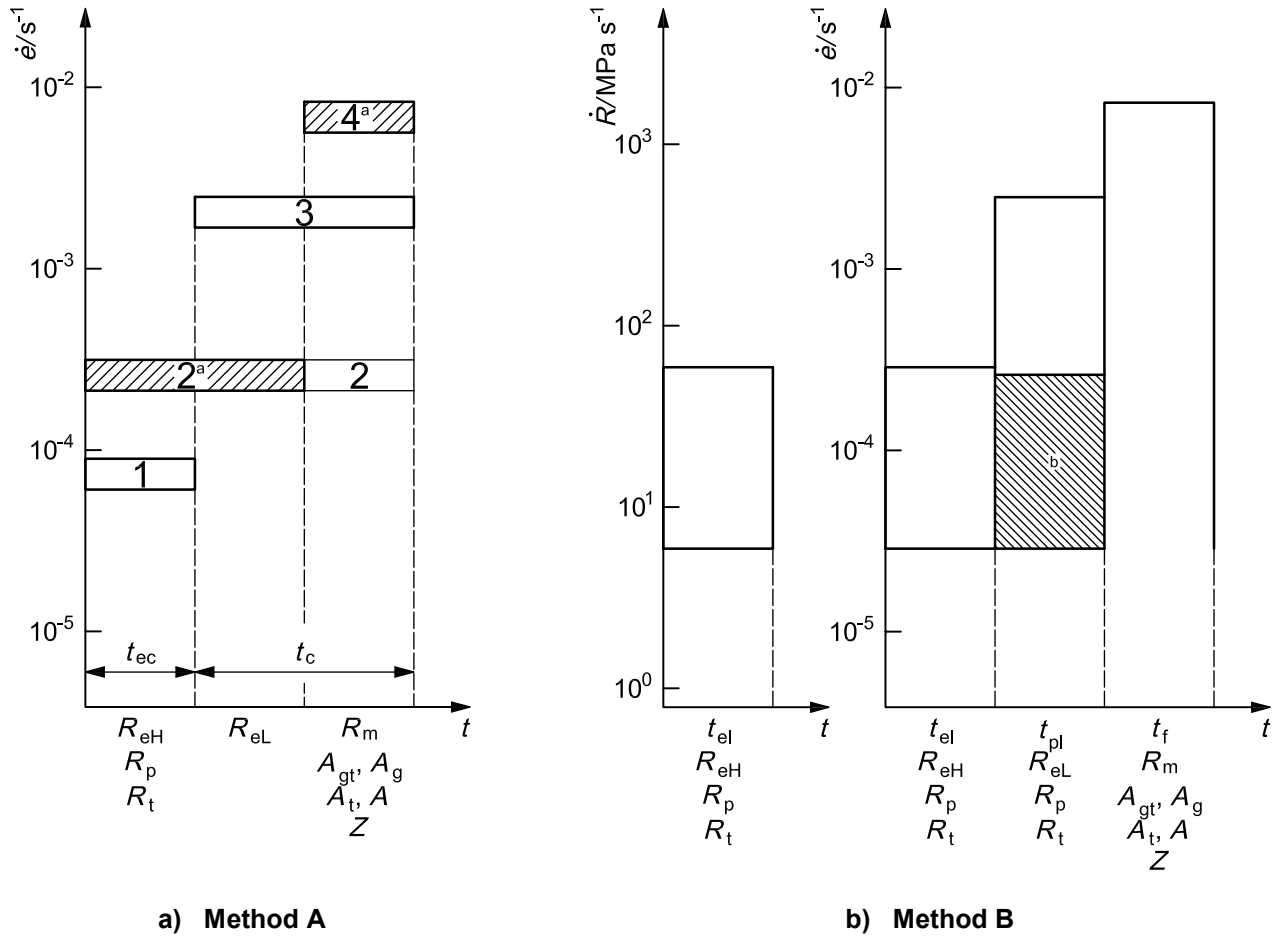 ė/s⁻¹
10⁻²
10⁻³
10⁻⁴
10⁻⁵
4ᵃ
3
2ᵃ
2
1
t_ec
t_c
R_eH
R_p
R_t
R_eL
R_m
A_gt, A_g
A_t, A
Z
t
a) Method A
Ṙ/MPa s⁻¹
10³
10²
10¹
10⁰
t_el
R_eH
R_p
R_t
t
ė/s⁻¹
10⁻²
10⁻³
10⁻⁴
10⁻⁵
b
t_el
R_eH
R_p
R_t
t_pl
R_eL
R_p
R_t
t_f
R_m
A_gt, A_g
A_t, A
Z
t
b) Method B